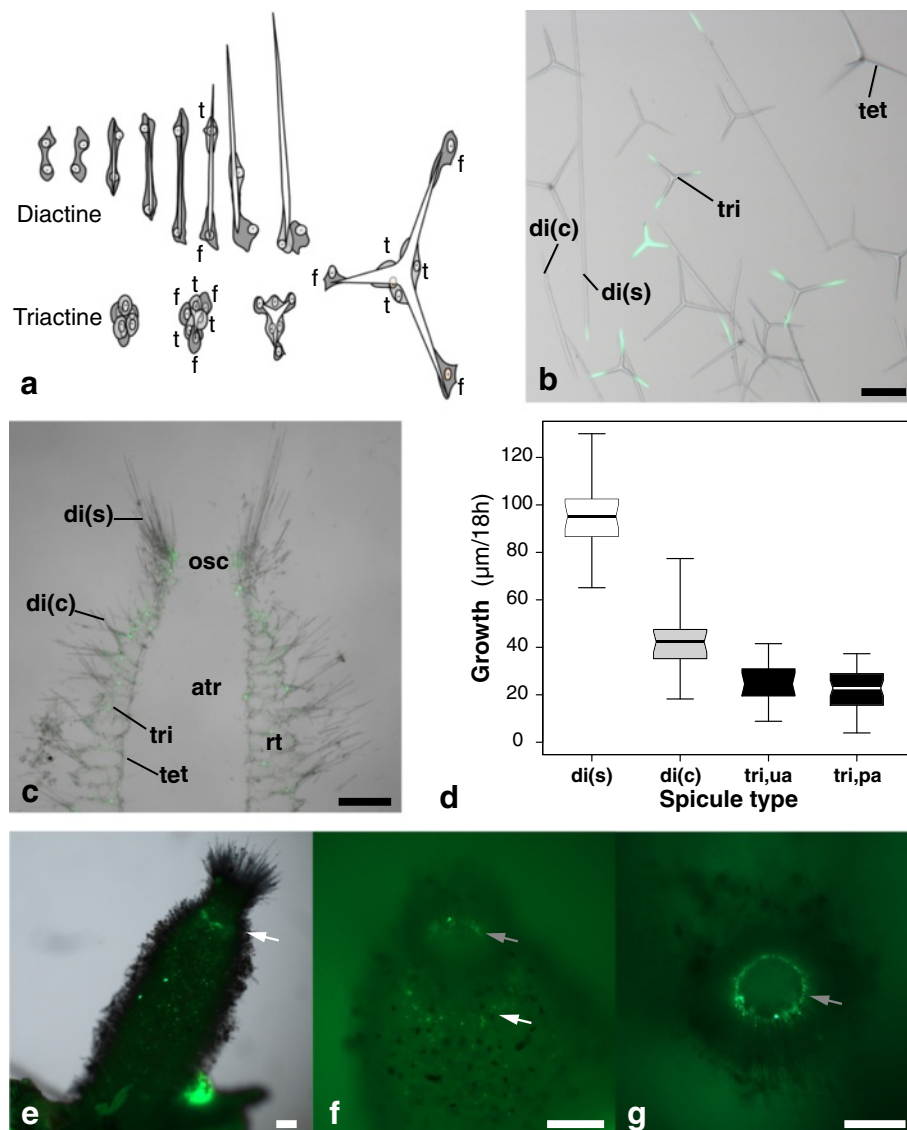 t
Diactine
f
f
t
t
f
t
f
t
f
Triactine
t
t
f
f
a
tet
tri
di(c)
di(s)
b
di(s)
osc
di(c)
atr
tri
rt
tet
c
Growth (µm/18h)
120
100
80
60
40
20
0
di(s) di(c) tri,ua tri,pa
Spicule type
d
e
f
g